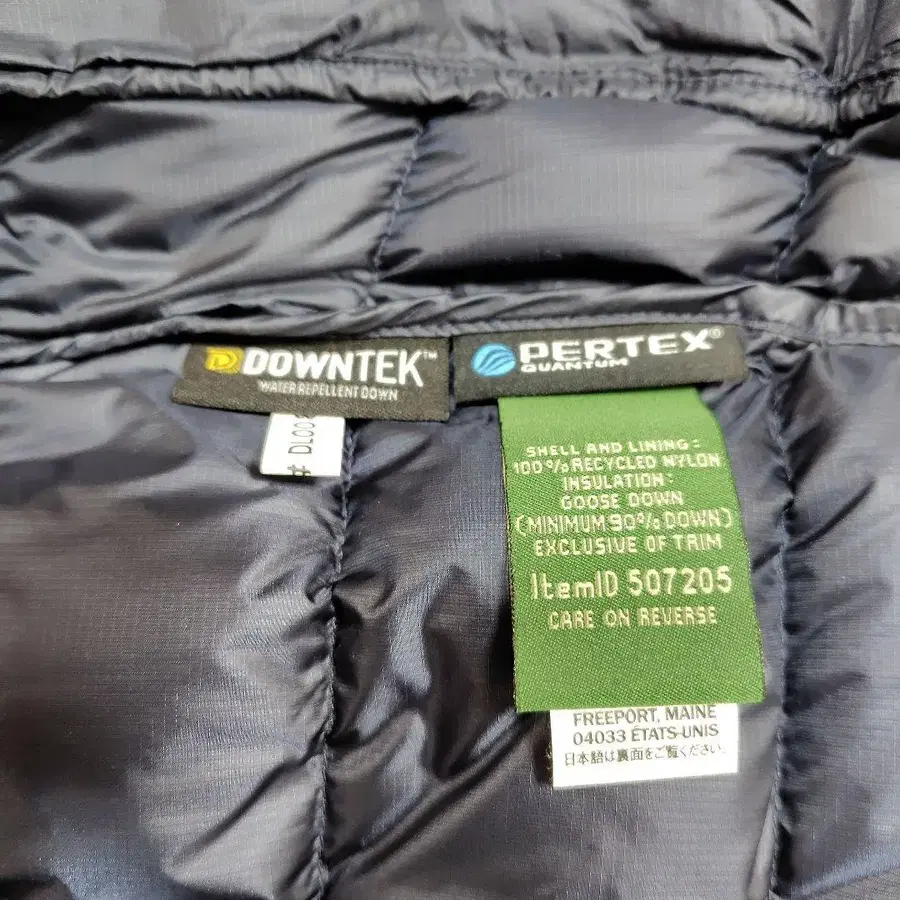 DOWNTEK™
WATER REPELLENT DOWN
# DL00
PERTEX®
QUANTUM
SHELL AND LINING:
100% RECYCLED NYLON
INSULATION:
GOOSE DOWN
(MINIMUM 90% DOWN)
EXCLUSIVE OF TRIM
ItemID 507205
CARE ON REVERSE
FREEPORT, MAINE
04033 ÉTATS-UNIS
日本語は裏面をご覧ください.